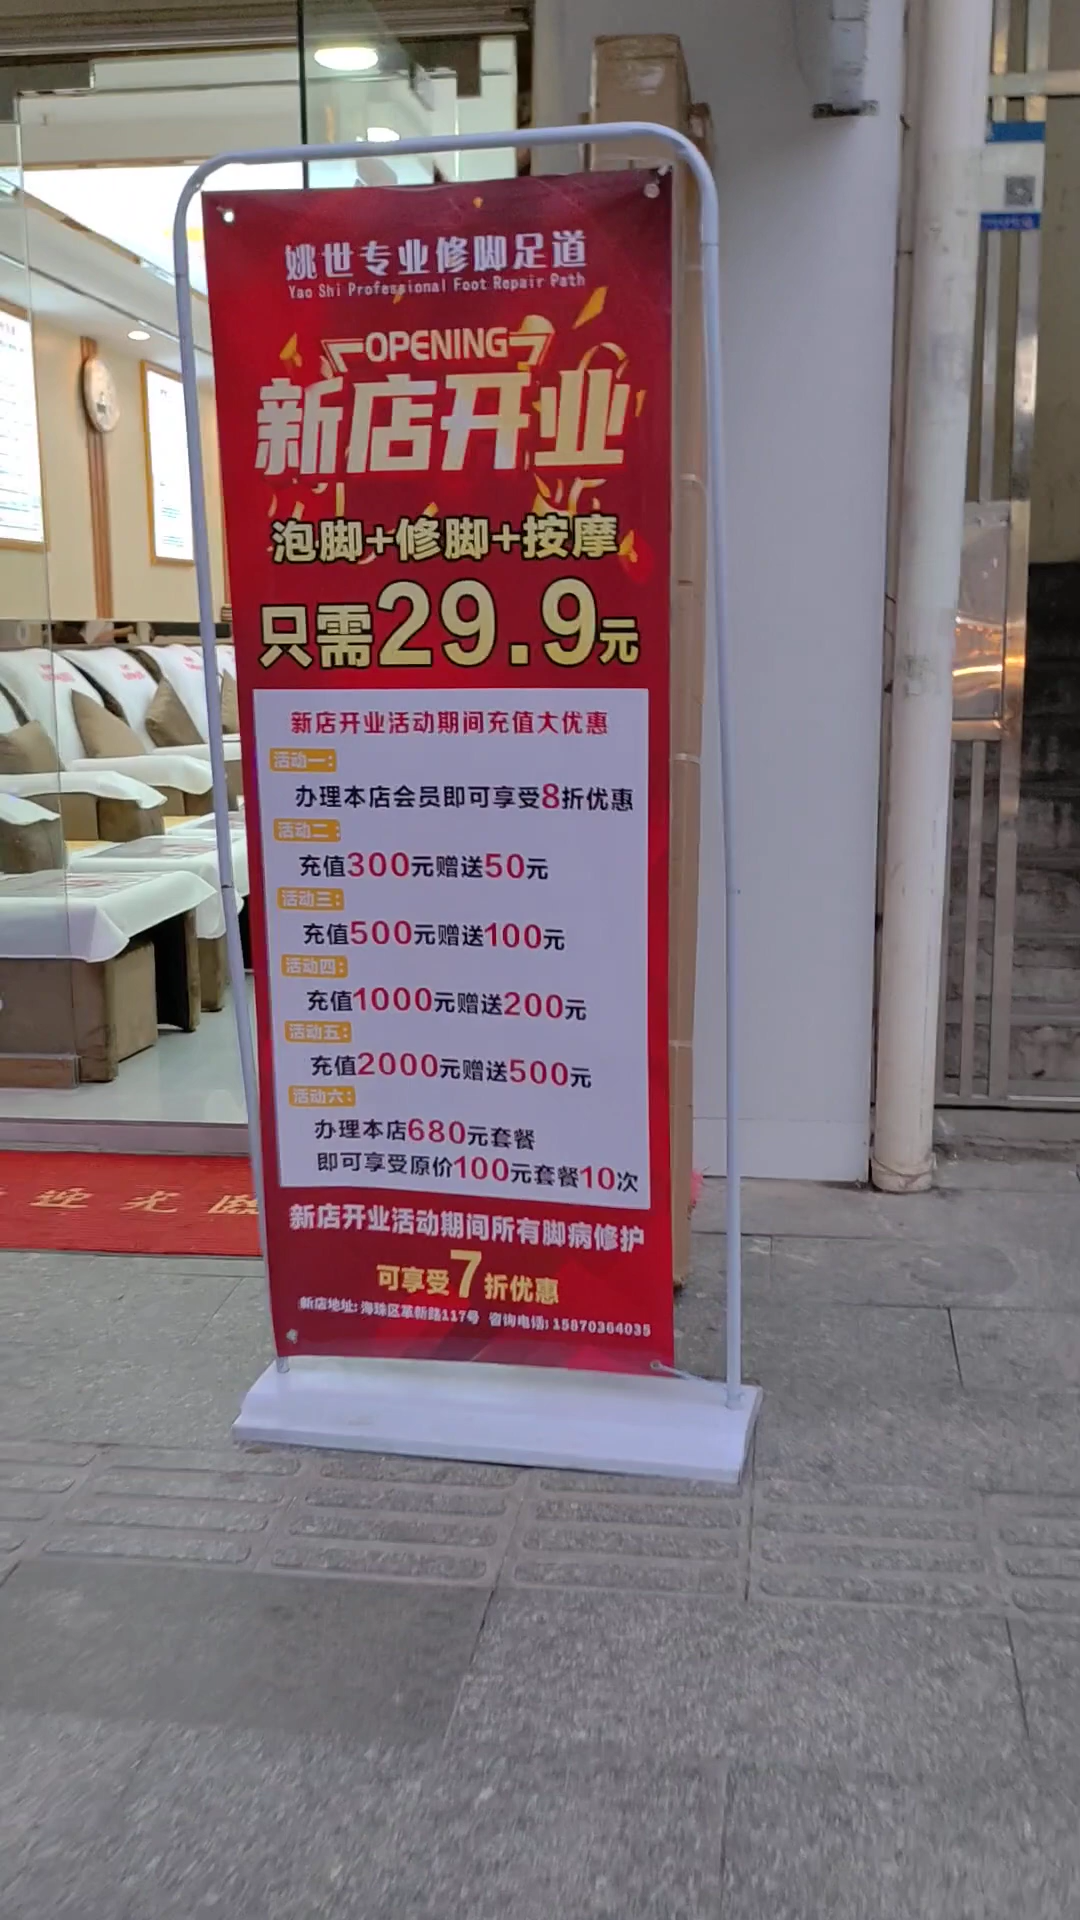 姚世专业修脚足道
Yao Shi Professional Foot Repair Path
OPENING
新店开业
泡脚+修脚+按摩
只需29.9元
新店开业活动期间充值大优惠
活动一：
办理本店会员即可享受8折优惠
活动二：
充值300元赠送50元
活动三：
充值500元赠送100元
活动四：
充值1000元赠送200元
活动五：
充值2000元赠送500元
活动六：
办理本店680元套餐
即可享受原价100元套餐10次
新店开业活动期间所有脚病修护
可享受7折优惠
新店地址：海珠区革新路117号 咨询电话：15870364035
迎光臨